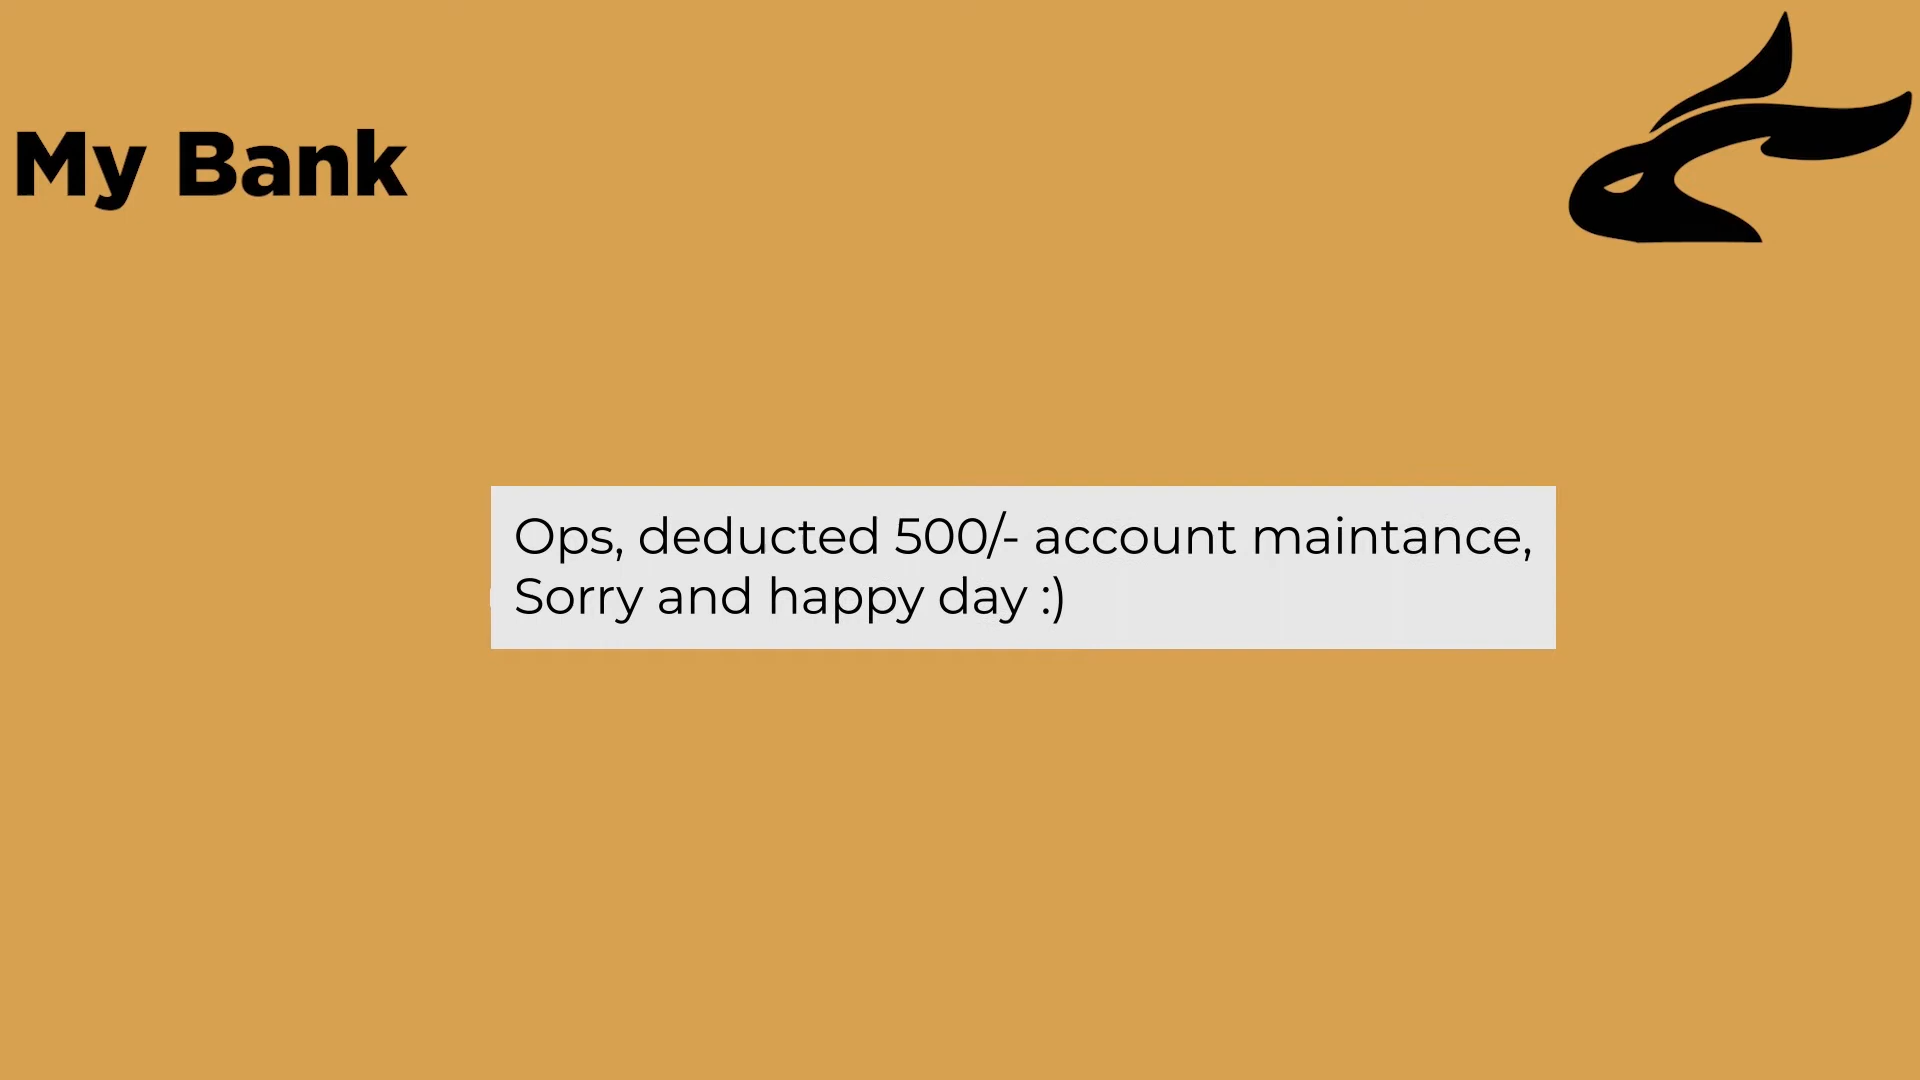 My Bank
Ops, deducted 500/- account maintance,
Sorry and happy day :)